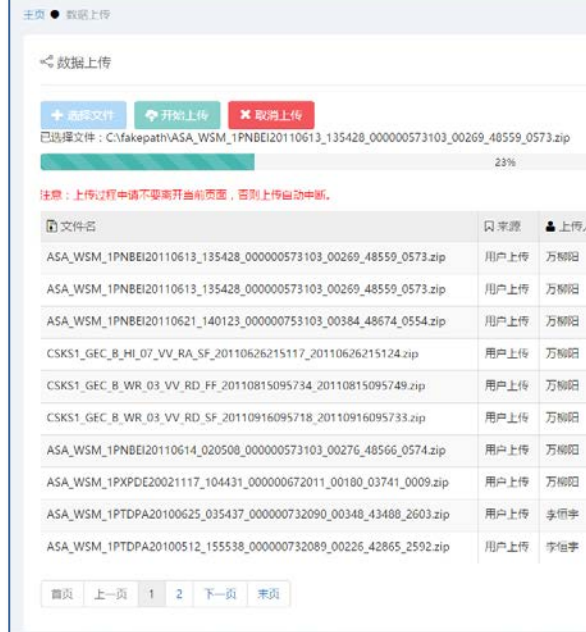 主页 ● 数据上传
数据上传
选择文件 开始上传 取消上传
已选择文件：C:\fakepath\ASA_WSM_1PNBEI20110613_135428_000000573103_00269_48559_0573.zip
23%
注意：上传过程中请不要离开当前页面，否则上传自动中断。
文件名 来源 上传人
ASA_WSM_1PNBEI20110613_135428_000000573103_00269_48559_0573.zip 用户上传 万柳阳
ASA_WSM_1PNBEI20110613_135428_000000573103_00269_48559_0573.zip 用户上传 万柳阳
ASA_WSM_1PNBEI20110621_140123_000000753103_00384_48674_0554.zip 用户上传 万柳阳
CSKS1_GEC_B_HI_07_VV_RA_SF_20110626215117_20110626215124.zip 用户上传 万柳阳
CSKS1_GEC_B_WR_03_VV_RD_FF_20110815095734_20110815095749.zip 用户上传 万柳阳
CSKS1_GEC_B_WR_03_VV_RD_SF_20110916095718_20110916095733.zip 用户上传 万柳阳
ASA_WSM_1PNBEI20110614_020508_000000573103_00276_48566_0574.zip 用户上传 万柳阳
ASA_WSM_1PXPDE20021117_104431_000000672011_00180_03741_0009.zip 用户上传 万柳阳
ASA_WSM_1PTDPA20100625_035437_000000732090_00348_43488_2603.zip 用户上传 李恒宇
ASA_WSM_1PTDPA20100512_155538_000000732089_00226_42865_2592.zip 用户上传 李恒宇
首页 上一页 1 2 下一页 末页